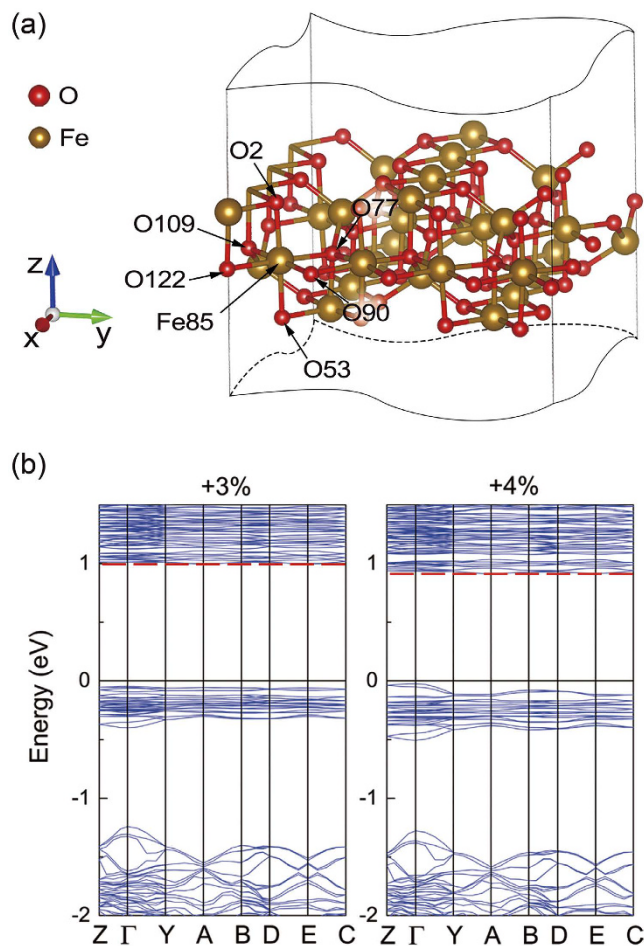 (a)
O
Fe
O2
O77
O109
O122
Fe85
O90
O53
z
x
y
(b)
+3%
+4%
Energy (eV)
1
0
-1
-2
Z Γ Y A B D E C
1
0
-1
-2
Z Γ Y A B D E C